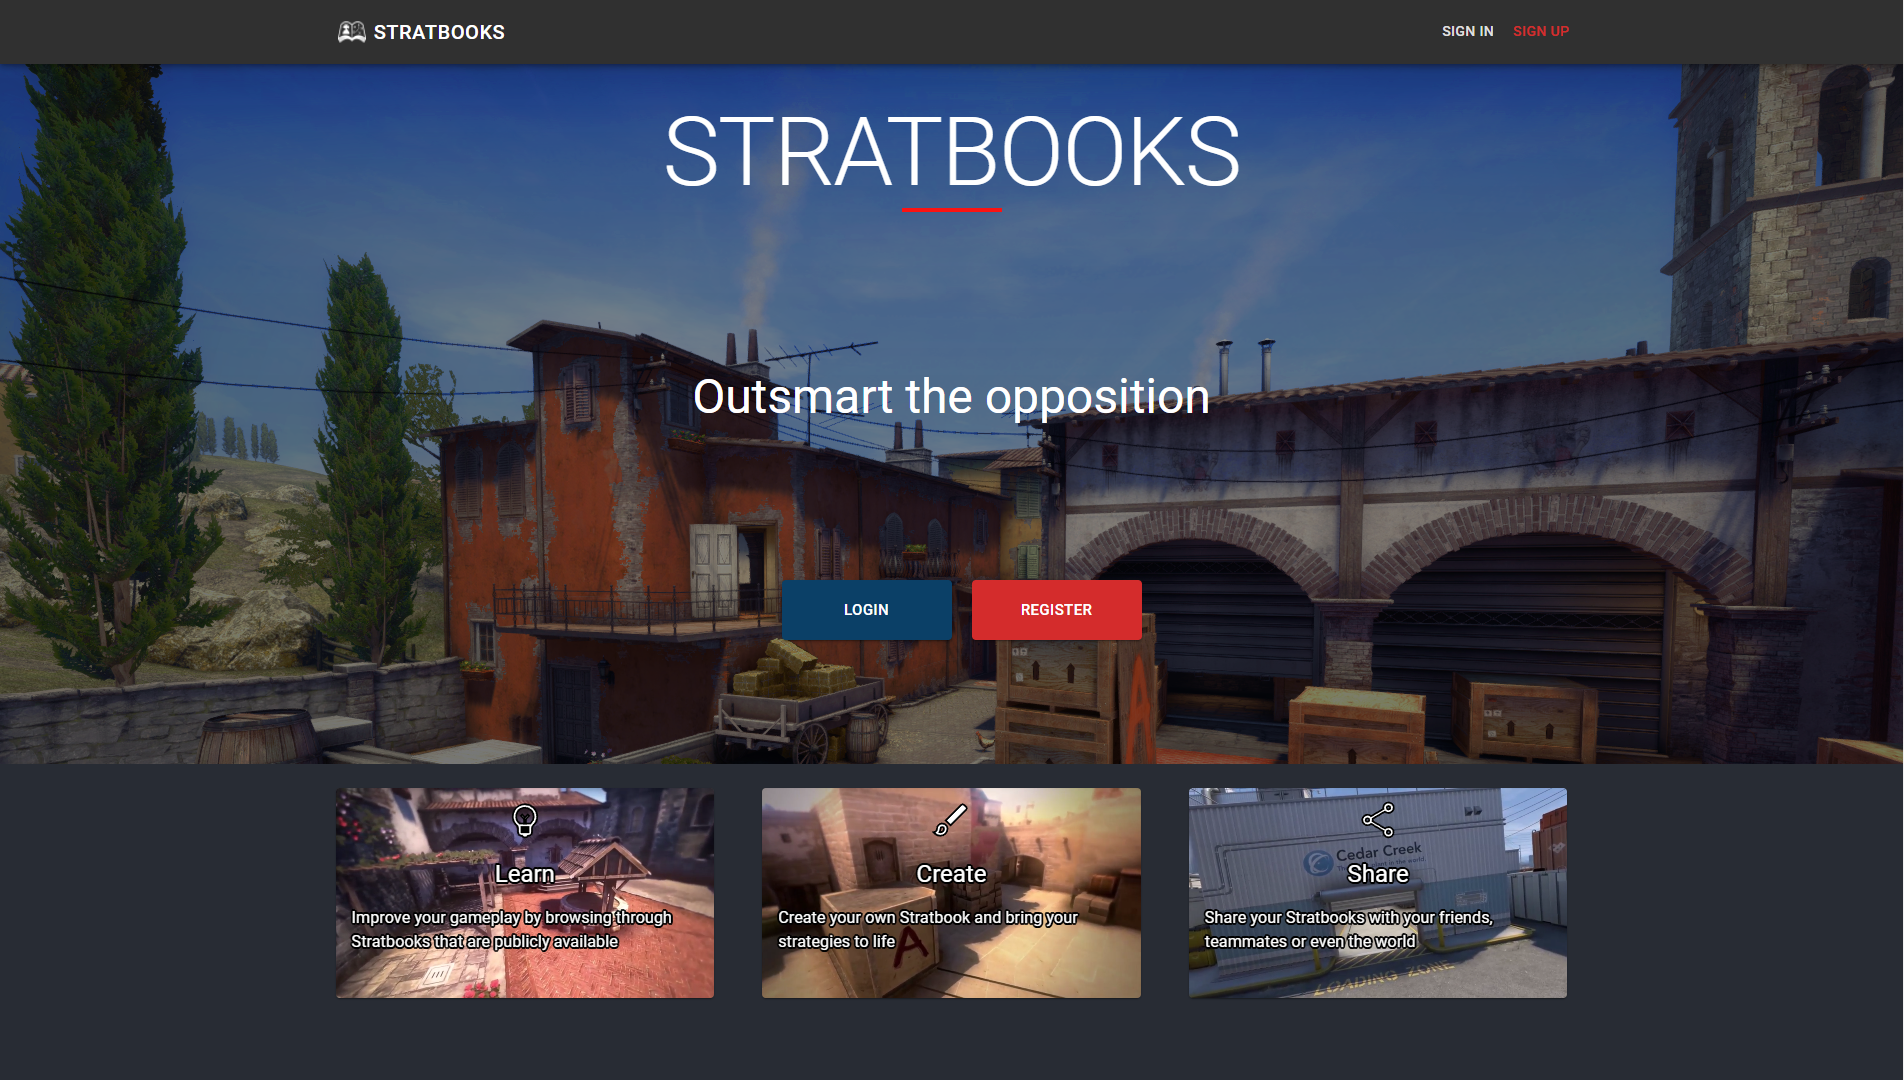 STRATBOOKS
SIGN IN SIGN UP
STRATBOOKS
Outsmart the opposition
LOGIN REGISTER
Learn
Improve your gameplay by browsing through
Stratbooks that are publicly available
Create
Create your own Stratbook and bring your
strategies to life
A
A
Cedar Creek
Share
Share your Stratbooks with your friends,
teammates or even the world
LOADING ZONE